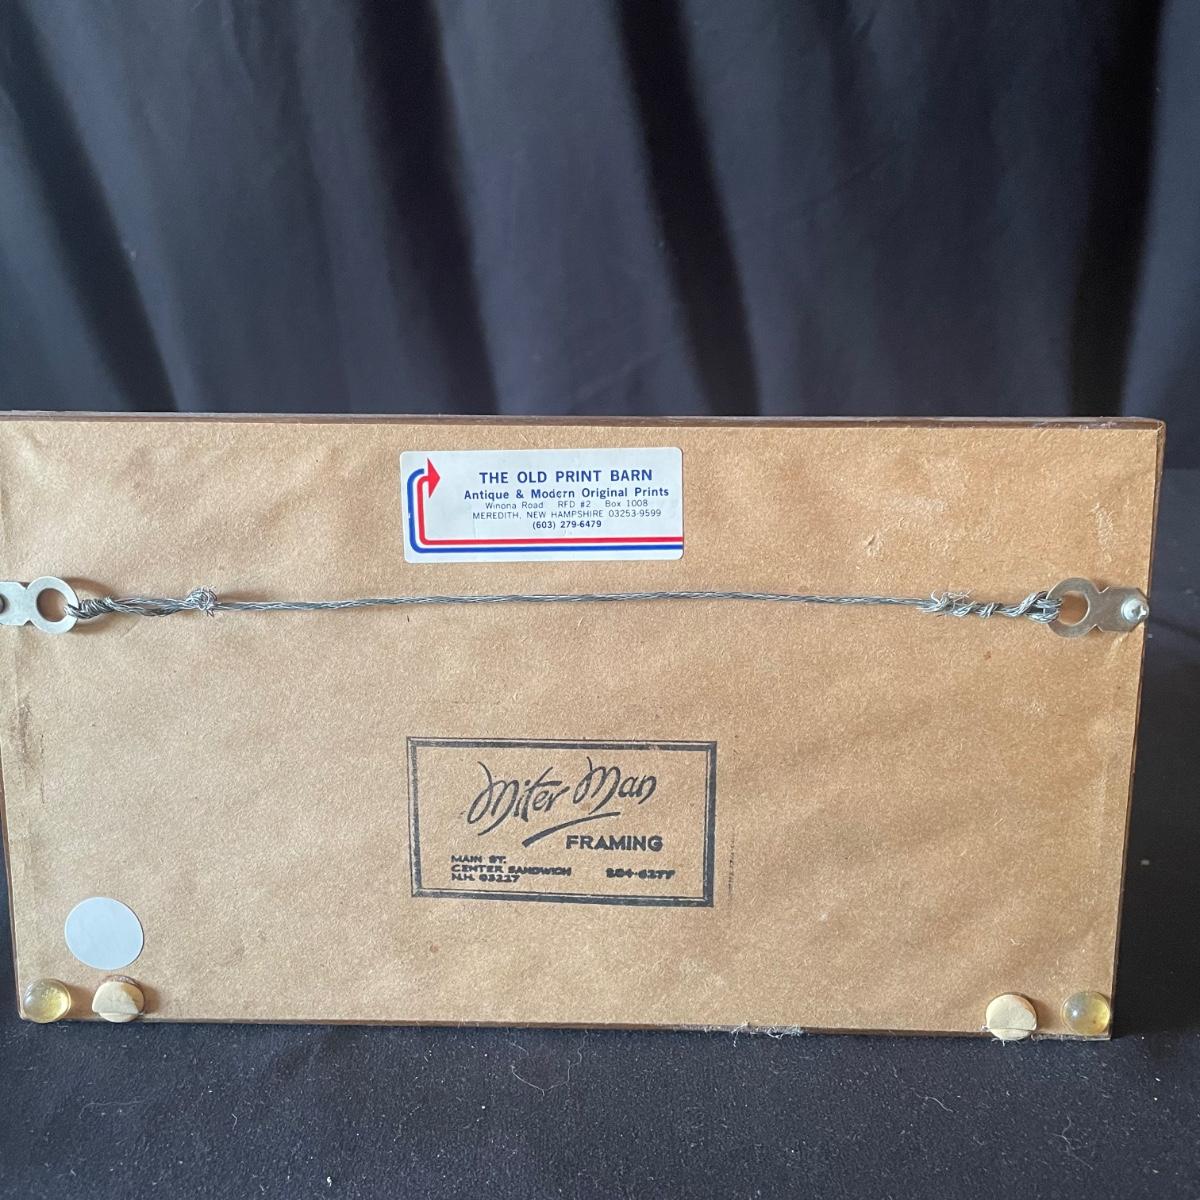 THE OLD PRINT BARN
Antique & Modern Original Prints
Winona Road RFD #2 Box 1008
MEREDITH, NEW HAMPSHIRE 03253-9599
(603) 279-6479
Miter Man
FRAMING
MAIN ST.
CENTER SANDWICH
N.H. 03227